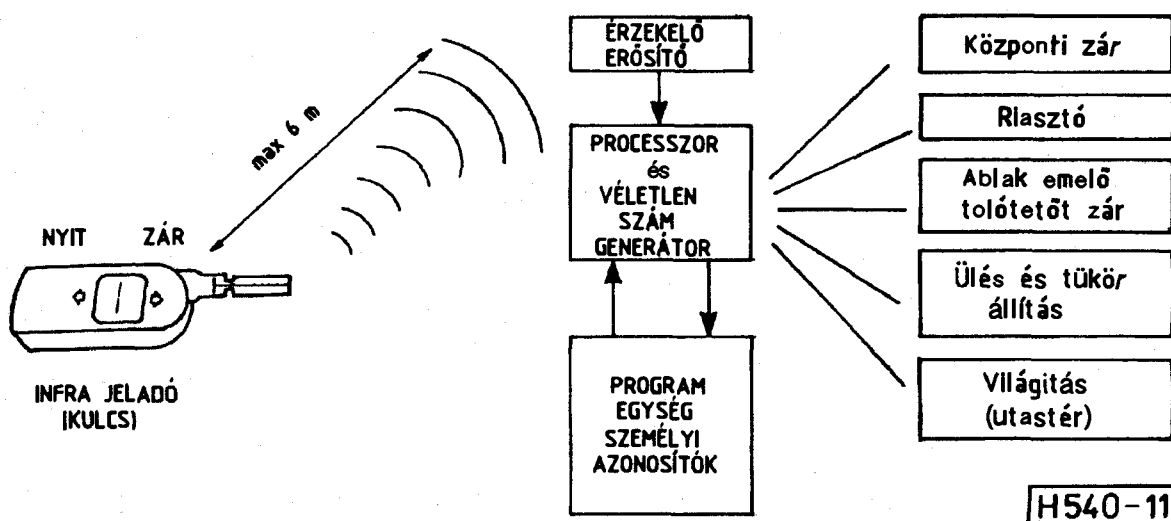 max 6 m
NYIT ZÁR
INFRA JELADÓ
(KULCS)
ÉRZEKELŐ
ERŐSÍTŐ
PROCESSZOR
és
VÉLETLEN
SZÁM
GENERÁTOR
PROGRAM
EGYSÉG
SZEMÉLYI
AZONOSÍTÓK
Központi zár
RIasztó
Ablak emelő
tolótetőt zár
Ülés és tükör
állítás
Világitás
(utastér)
H540-11